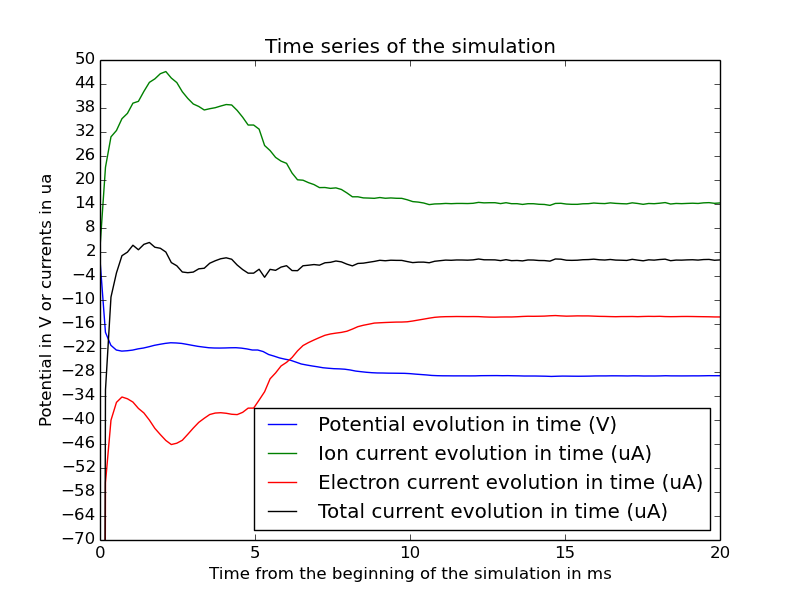 Time series of the simulation
Potential in V or currents in ua
50
44
38
32
26
20
14
8
2
−4
−10
−16
−22
−28
−34
−40
−46
−52
−58
−64
−70
Potential evolution in time (V)
Ion current evolution in time (uA)
Electron current evolution in time (uA)
Total current evolution in time (uA)
0 5 10 15 20
Time from the beginning of the simulation in ms